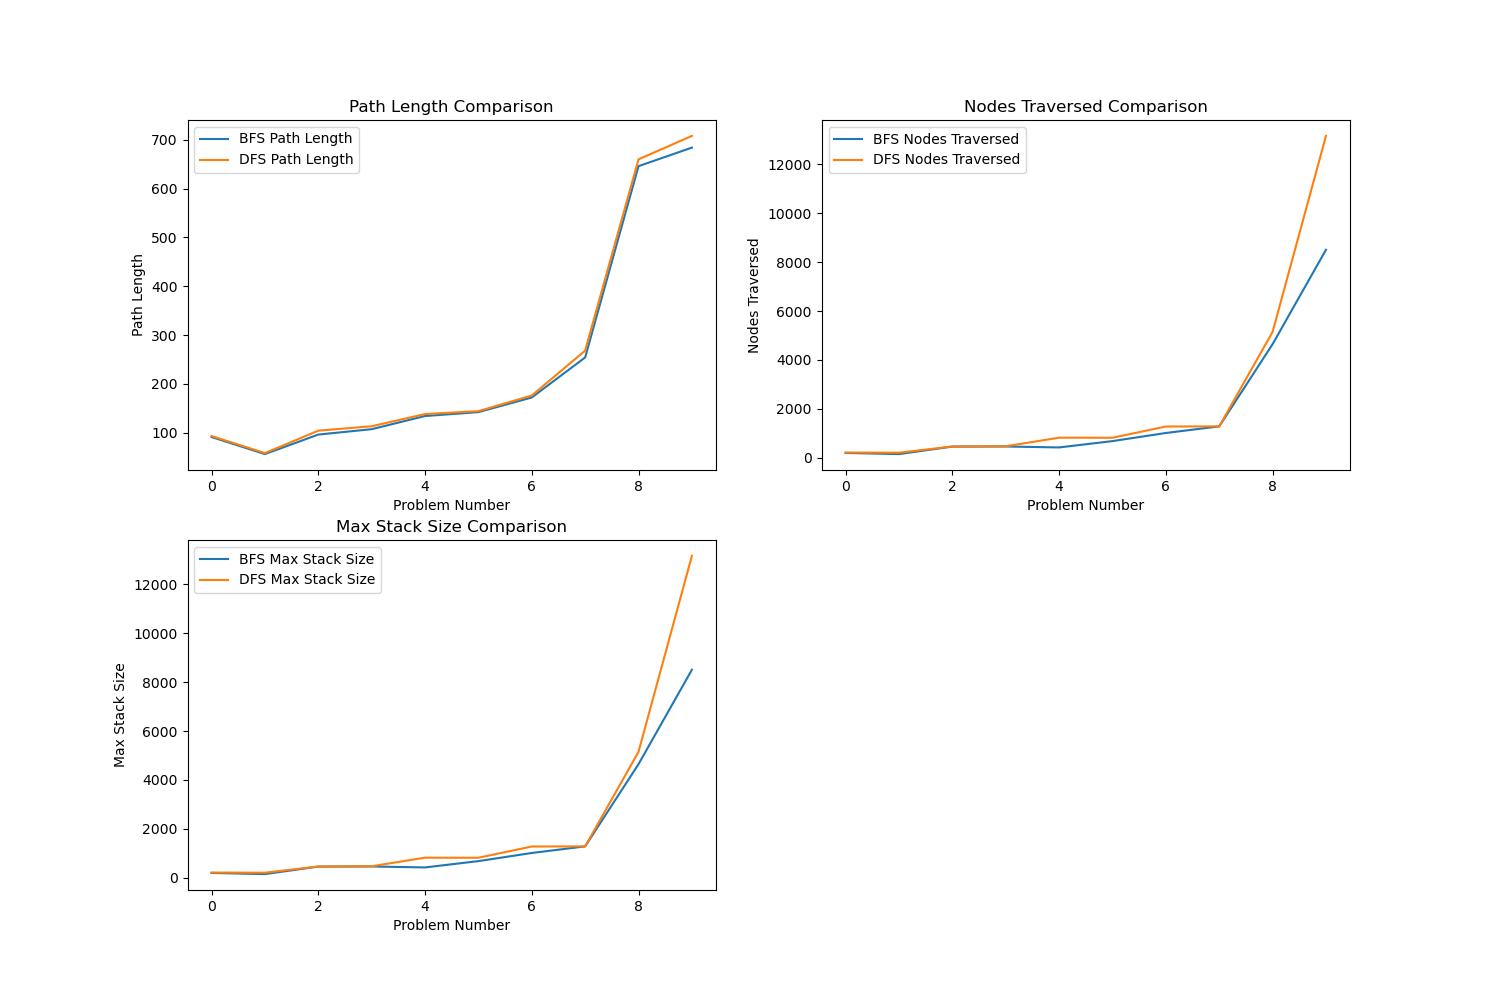 Path Length Comparison
BFS Path Length
DFS Path Length
700
600
500
400
300
200
100
Path Length
0 2 4 6 8
Problem Number
Nodes Traversed Comparison
BFS Nodes Traversed
DFS Nodes Traversed
12000
10000
8000
6000
4000
2000
0
Nodes Traversed
0 2 4 6 8
Problem Number
Max Stack Size Comparison
BFS Max Stack Size
DFS Max Stack Size
12000
10000
8000
6000
4000
2000
0
Max Stack Size
0 2 4 6 8
Problem Number